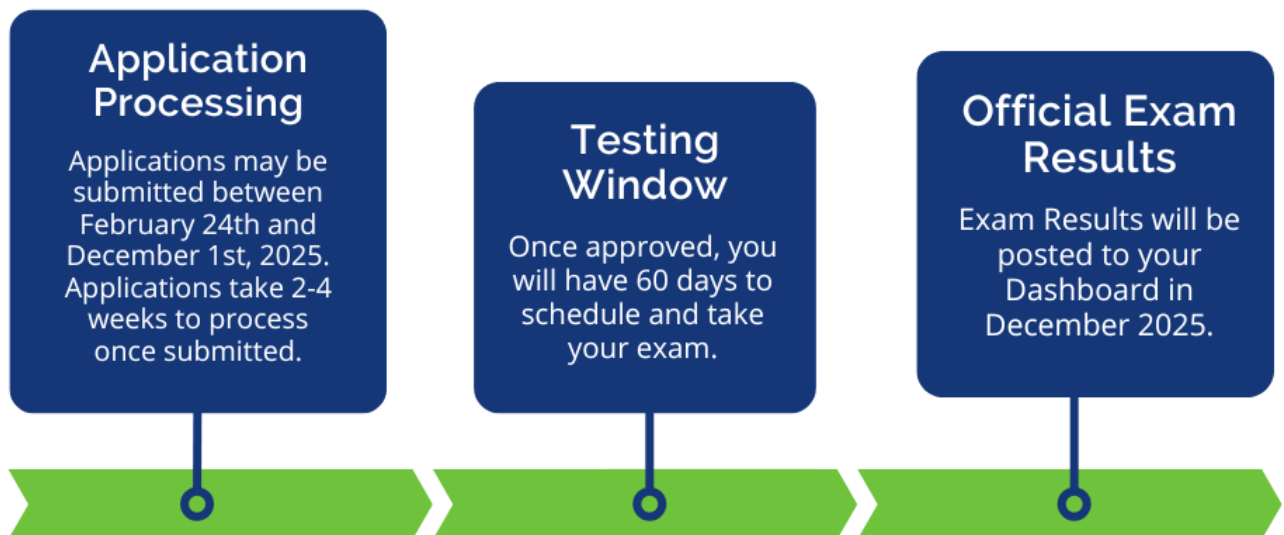 Application
Processing
Applications may be
submitted between
February 24th and
December 1st, 2025.
Applications take 2-4
weeks to process
once submitted.
Testing
Window
Once approved, you
will have 60 days to
schedule and take
your exam.
Official Exam
Results
Exam Results will be
posted to your
Dashboard in
December 2025.